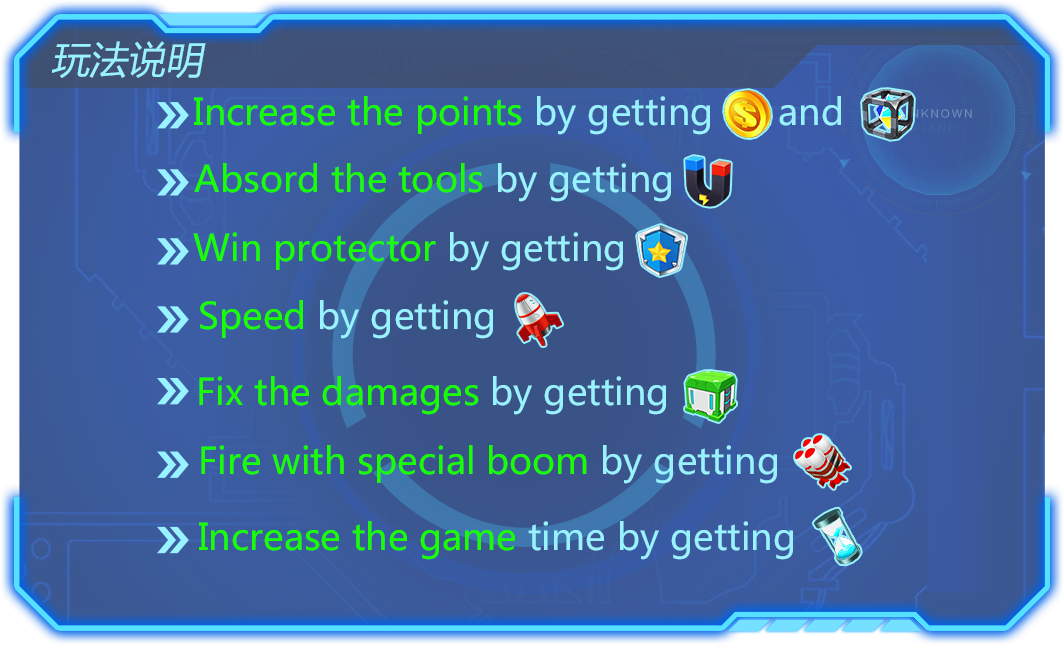 玩法说明
Increase the points by getting and
Absord the tools by getting
Win protector by getting
Speed by getting
Fix the damages by getting
Fire with special boom by getting
Increase the game time by getting